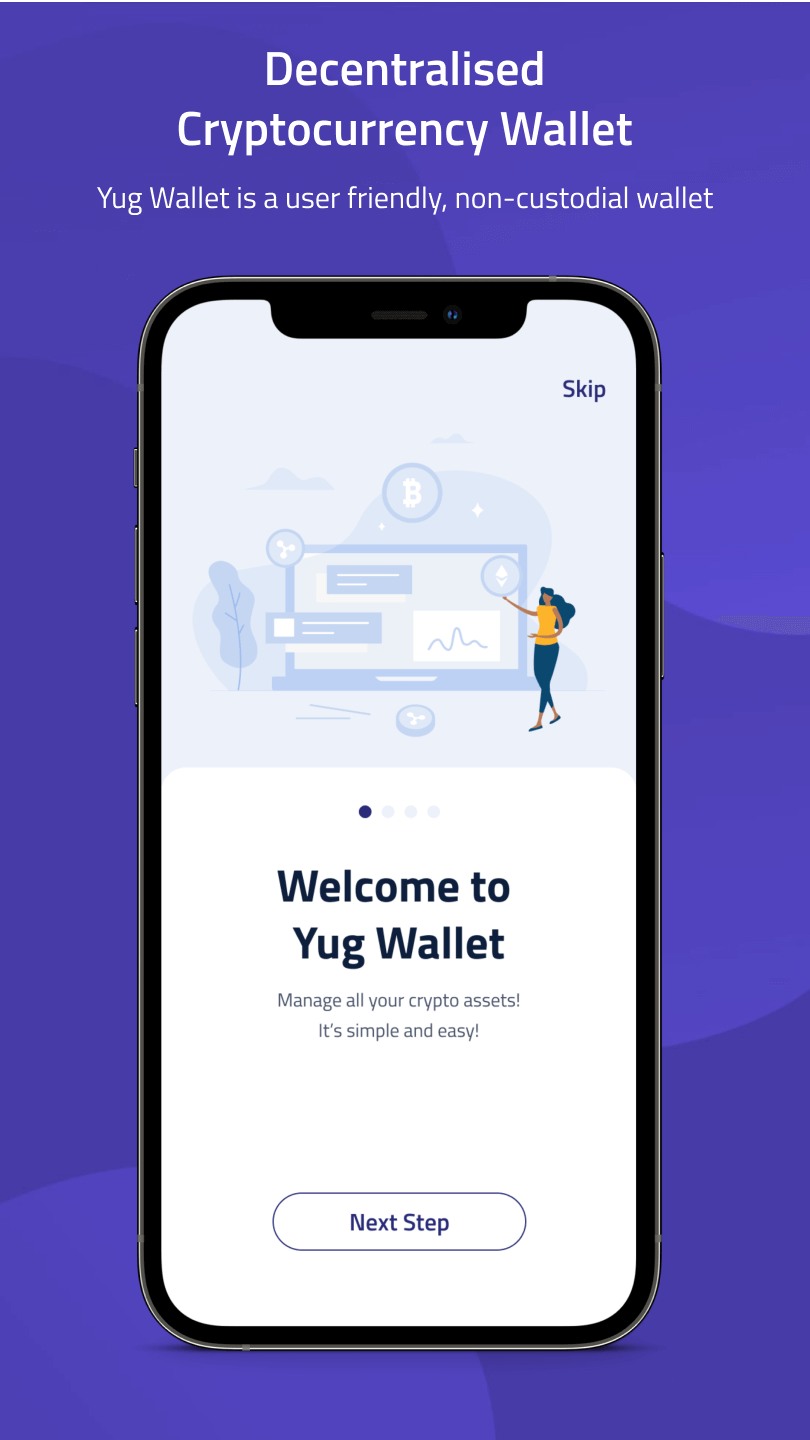 Decentralised
Cryptocurrency Wallet
Yug Wallet is a user friendly, non-custodial wallet
Skip
Welcome to
Yug Wallet
Manage all your crypto assets!
It's simple and easy!
Next Step